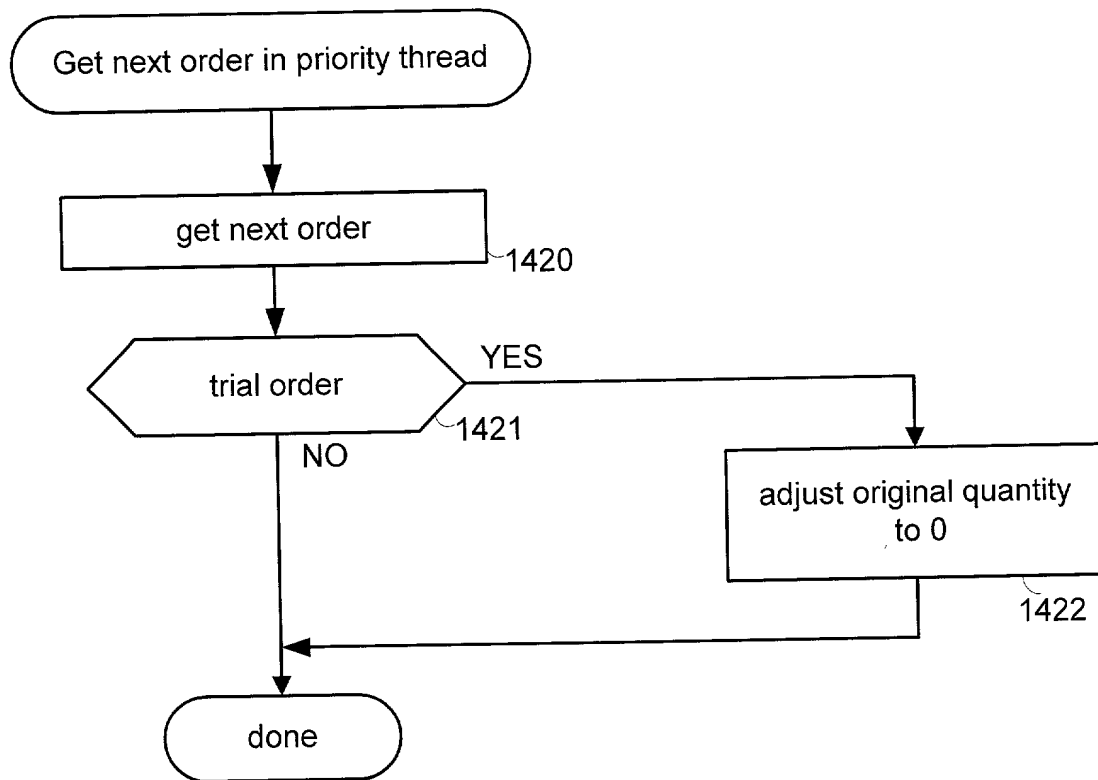 Get next order in priority thread
get next order
1420
trial order
YES
1421
NO
adjust original quantity
to 0
1422
done